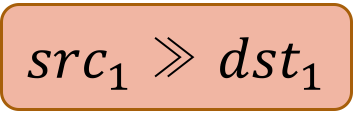 src₁ ≫ dst₁